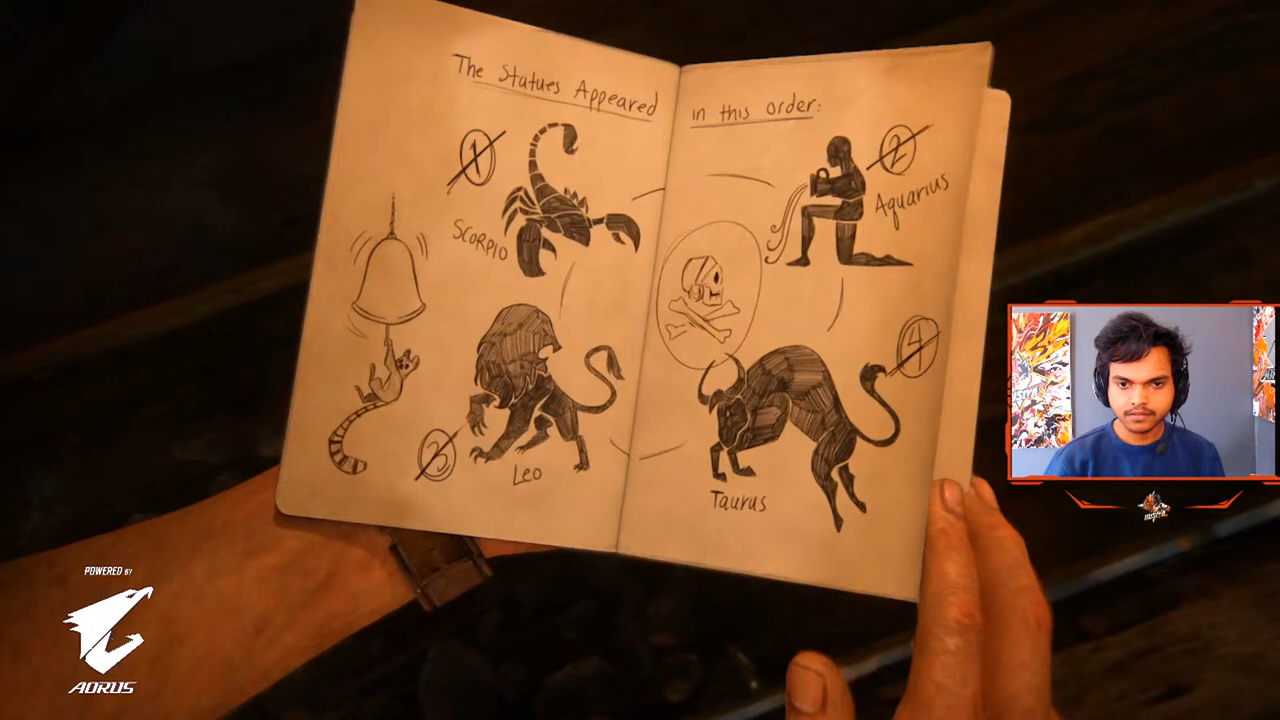 The Statues Appeared
in this order:
1
2
Scorpio
Aquarius
3
4
Leo
Taurus
POWERED BY
AORUS